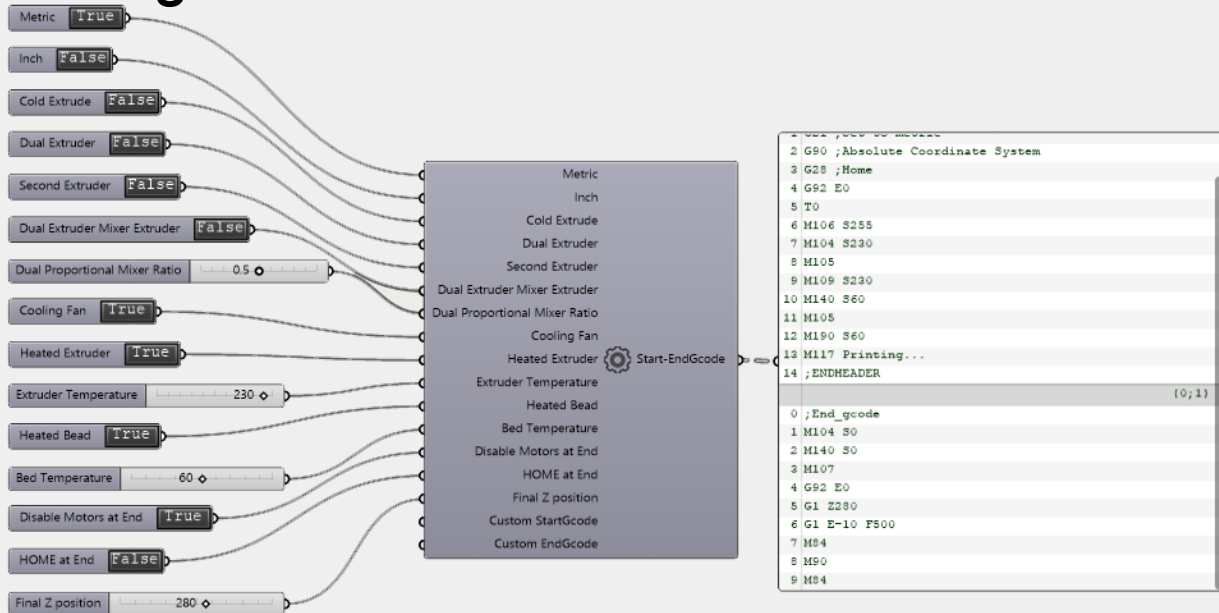 Metric True
Inch False
Cold Extrude False
Dual Extruder False
Second Extruder False
Dual Extruder Mixer Extruder False
Dual Proportional Mixer Ratio 0.5
Cooling Fan True
Heated Extruder True
Extruder Temperature 230
Heated Bead True
Bed Temperature 60
Disable Motors at End True
HOME at End False
Final Z position 280
Metric
Inch
Cold Extrude
Dual Extruder
Second Extruder
Dual Extruder Mixer Extruder
Dual Proportional Mixer Ratio
Cooling Fan
Heated Extruder
Extruder Temperature
Heated Bead
Bed Temperature
Disable Motors at End
HOME at End
Final Z position
Custom StartGcode
Custom EndGcode
Start-EndGcode
2 G90 ;Absolute Coordinate System
3 G28 ;Home
4 G92 E0
5 T0
6 M106 S255
7 M104 S230
8 M105
9 M109 S230
10 M140 S60
11 M105
12 M190 S60
13 M117 Printing...
14 ;ENDHEADER
{0;1}
0 ;End_gcode
1 M104 S0
2 M140 S0
3 M107
4 G92 E0
5 G1 Z280
6 G1 E-10 F500
7 M84
8 M90
9 M84